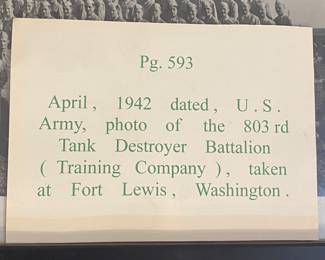 Pg. 593
April, 1942 dated, U.S.
Army, photo of the 803rd
Tank Destroyer Battalion
( Training Company ), taken
at Fort Lewis, Washington.